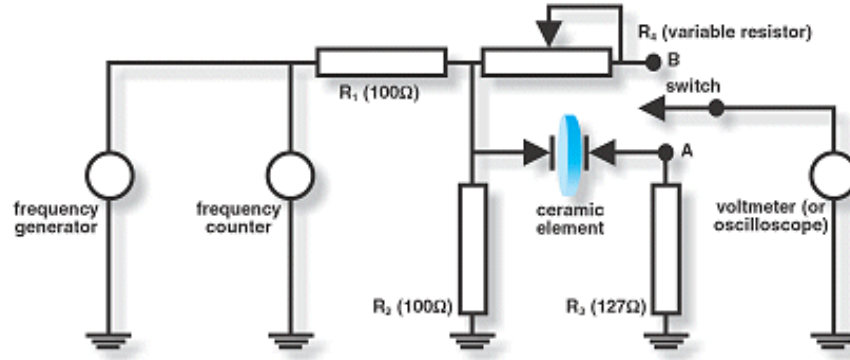 R₄ (variable resistor)
B
switch
R₁ (100Ω)
A
frequency
generator
frequency
counter
ceramic
element
voltmeter (or
oscilloscope)
R₂ (100Ω)
R₃ (127Ω)